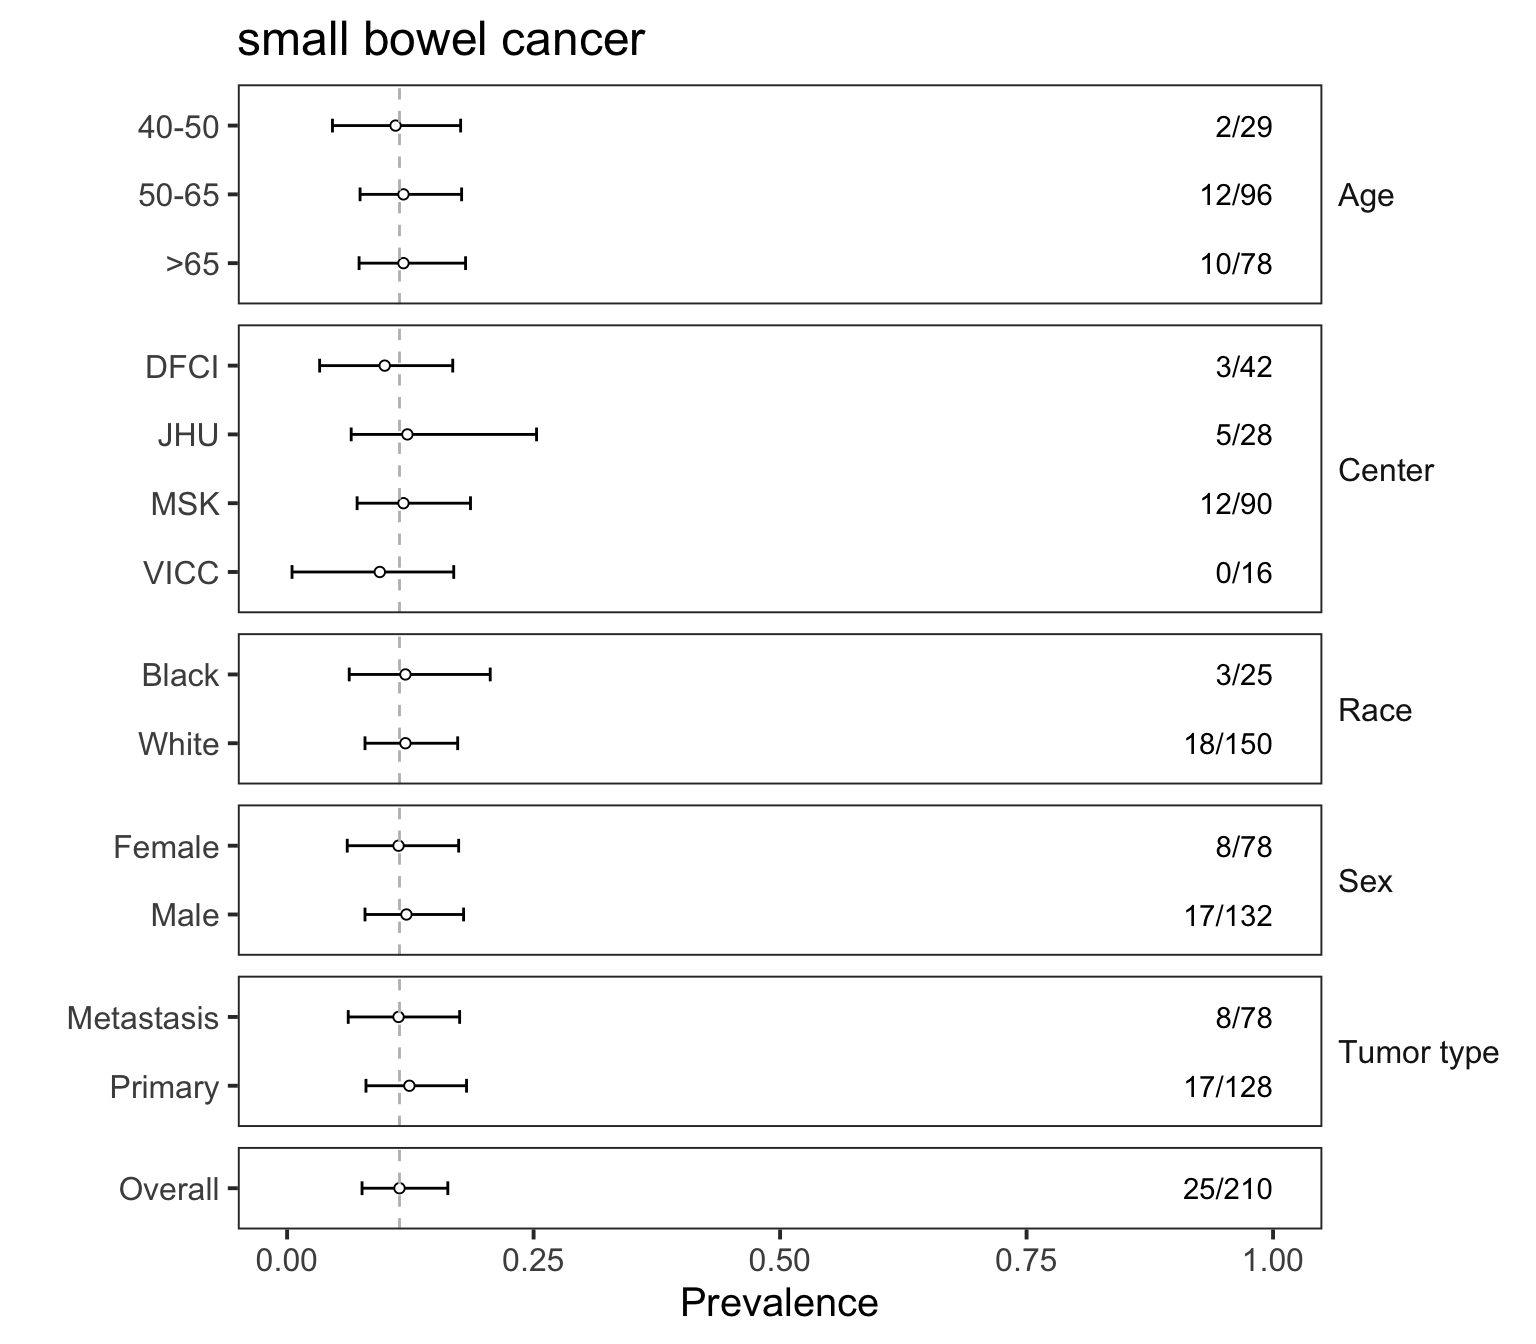 small bowel cancer
40-50 2/29
50-65 12/96 Age
>65 10/78
DFCI 3/42
JHU 5/28
Center
MSK 12/90
VICC 0/16
Black 3/25
Race
White 18/150
Female 8/78
Sex
Male 17/132
Metastasis 8/78
Tumor type
Primary 17/128
Overall 25/210
0.00 0.25 0.50 0.75 1.00
Prevalence